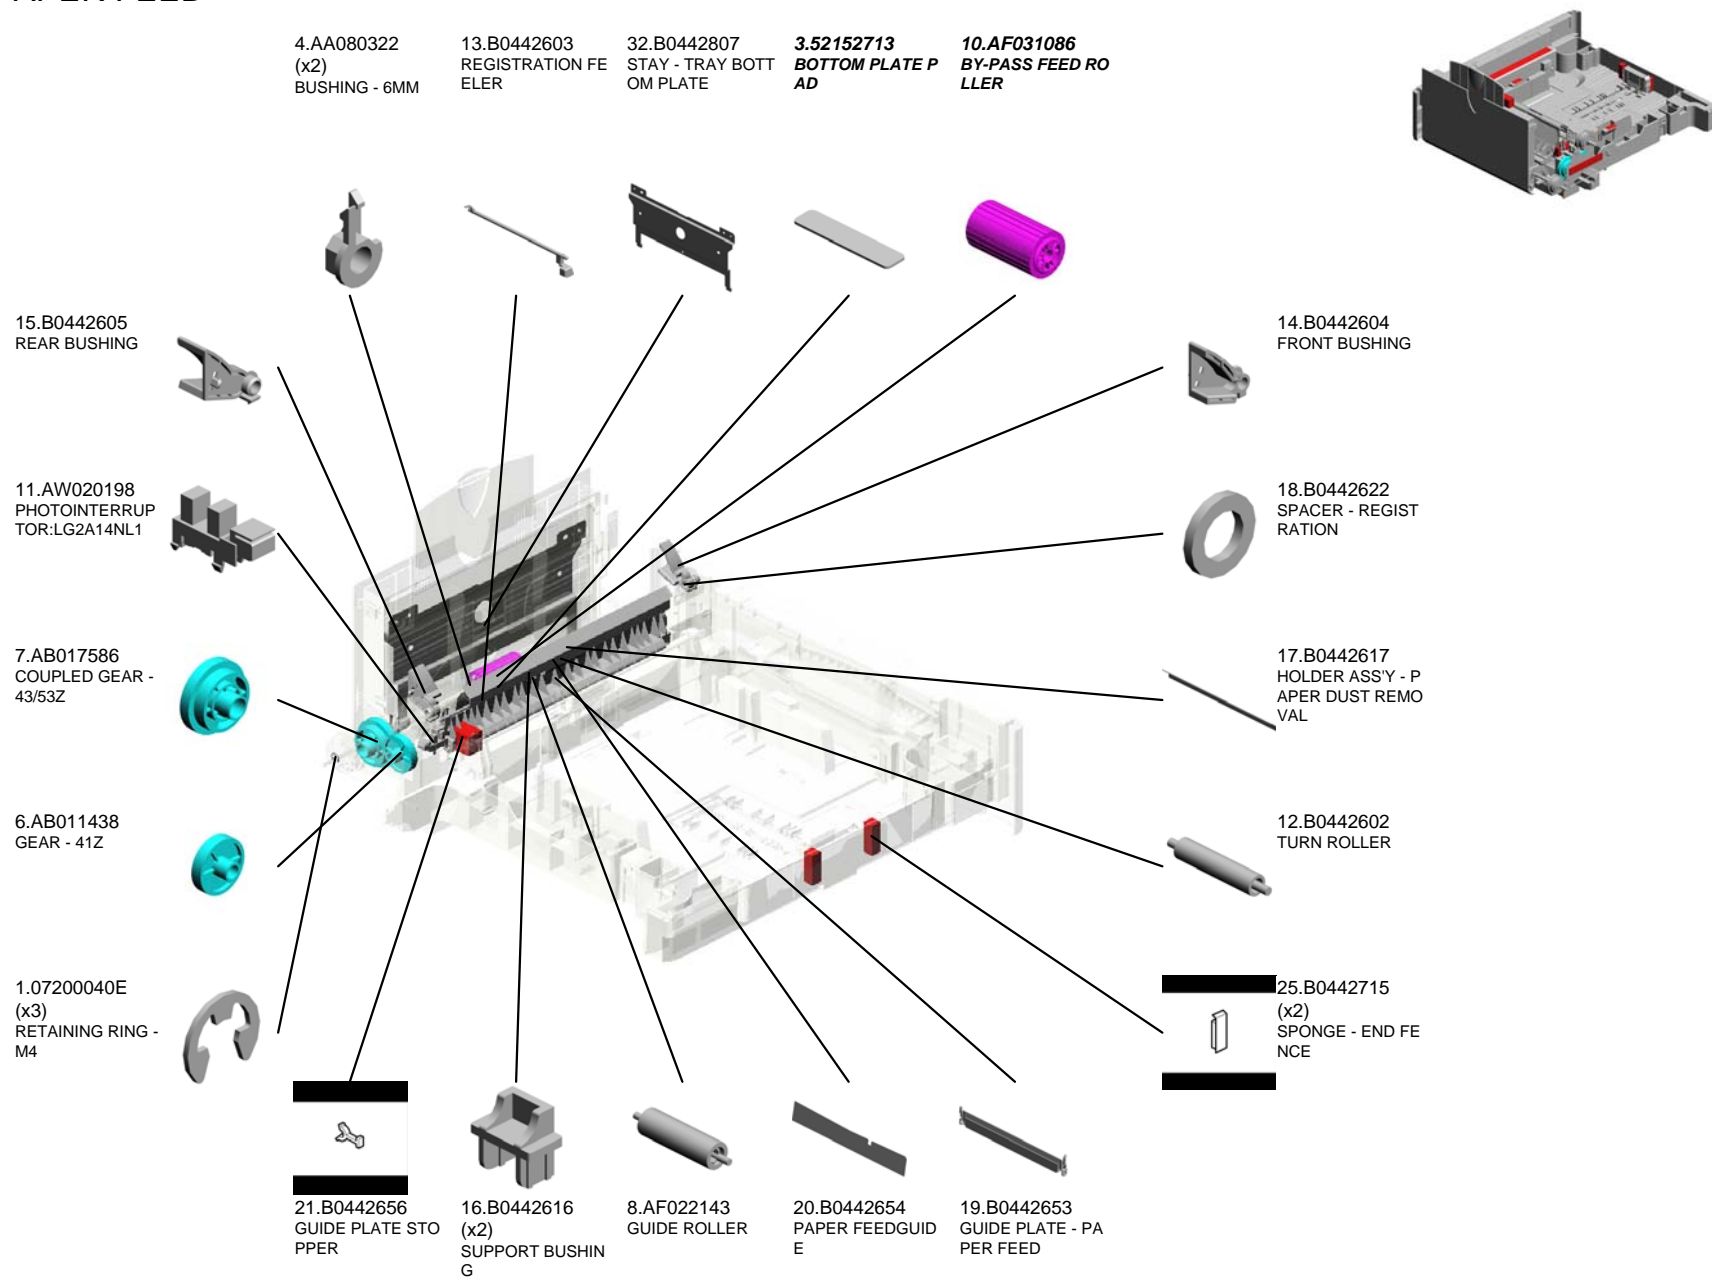 4.AA080322
(x2)
BUSHING - 6MM
13.B0442603
REGISTRATION FE
ELER
32.B0442807
STAY - TRAY BOTT
OM PLATE
3.52152713
BOTTOM PLATE P
AD
10.AF031086
BY-PASS FEED RO
LLER
15.B0442605
REAR BUSHING
14.B0442604
FRONT BUSHING
11.AW020198
PHOTOINTERRUP
TOR:LG2A14NL1
18.B0442622
SPACER - REGIST
RATION
7.AB017586
COUPLED GEAR -
43/53Z
17.B0442617
HOLDER ASS'Y - P
APER DUST REMO
VAL
6.AB011438
GEAR - 41Z
12.B0442602
TURN ROLLER
1.07200040E
(x3)
RETAINING RING -
M4
25.B0442715
(x2)
SPONGE - END FE
NCE
21.B0442656
GUIDE PLATE STO
PPER
16.B0442616
(x2)
SUPPORT BUSHIN
G
8.AF022143
GUIDE ROLLER
20.B0442654
PAPER FEEDGUID
E
19.B0442653
GUIDE PLATE - PA
PER FEED